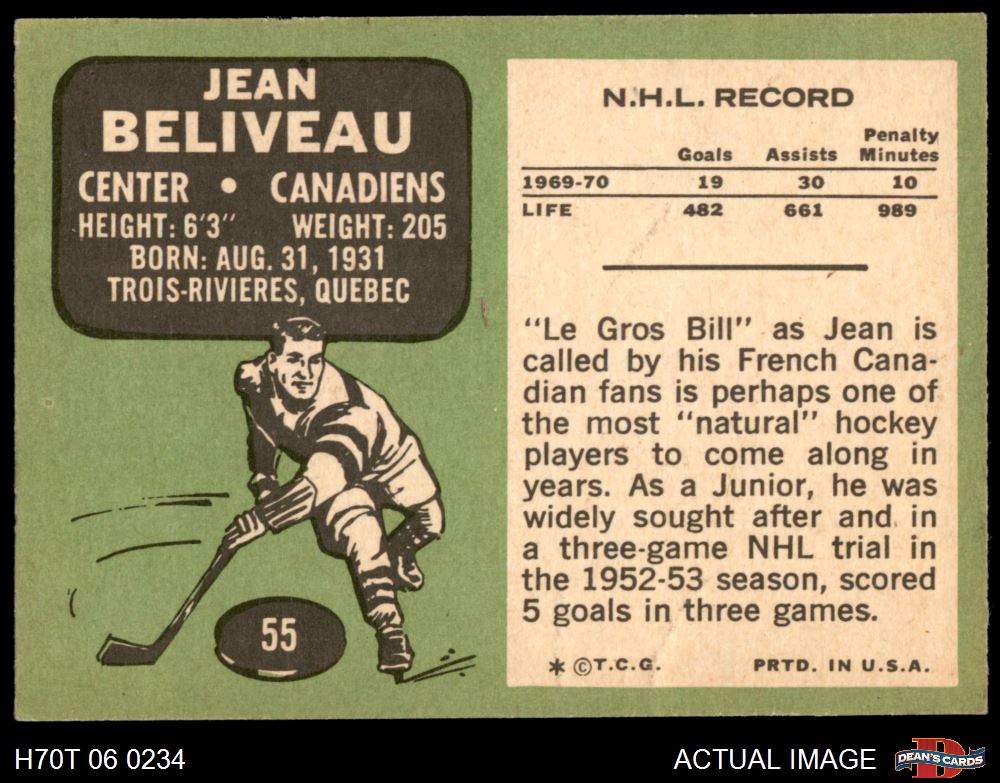 JEAN
BELIVEAU
CENTER • CANADIENS
HEIGHT: 6'3" WEIGHT: 205
BORN: AUG. 31, 1931
TROIS-RIVIERES, QUEBEC
55
N.H.L. RECORD
Goals Assists Penalty Minutes
1969-70 19 30 10
LIFE 482 661 989
"Le Gros Bill" as Jean is
called by his French Cana-
dian fans is perhaps one of
the most "natural" hockey
players to come along in
years. As a Junior, he was
widely sought after and in
a three-game NHL trial in
the 1952-53 season, scored
5 goals in three games.
* ©T.C.G. PRTD. IN U.S.A.
H70T 06 0234
ACTUAL IMAGE
D
DEAN'S CARDS